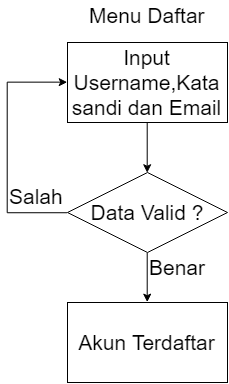 Menu Daftar
Input
Username,Kata
sandi dan Email
Salah
Data Valid ?
Benar
Akun Terdaftar